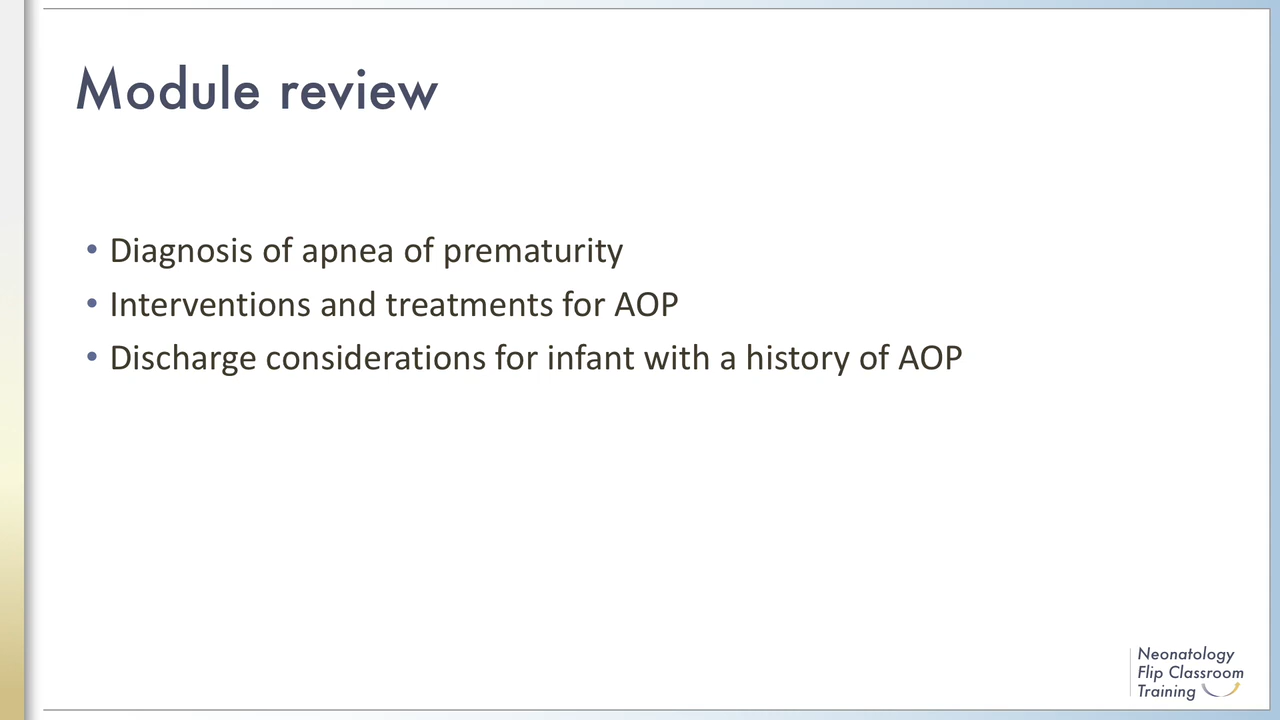 Module review
• Diagnosis of apnea of prematurity
• Interventions and treatments for AOP
• Discharge considerations for infant with a history of AOP
Neonatology
Flip Classroom
Training